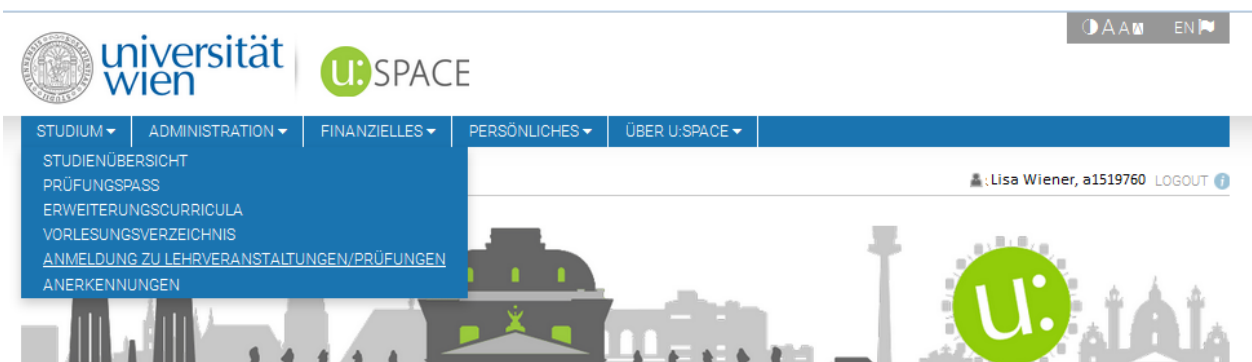 A A A EN
universität
wien
u: SPACE
STUDIUM ADMINISTRATION FINANZIELLES PERSÖNLICHES ÜBER U:SPACE
STUDIENÜBERSICHT
PRÜFUNGSPASS
ERWEITERUNGSCURRICULA
VORLESUNGSVERZEICHNIS
ANMELDUNG ZU LEHRVERANSTALTUNGEN/PRÜFUNGEN
ANERKENNUNGEN
Lisa Wiener, a1519760 LOGOUT i
u: